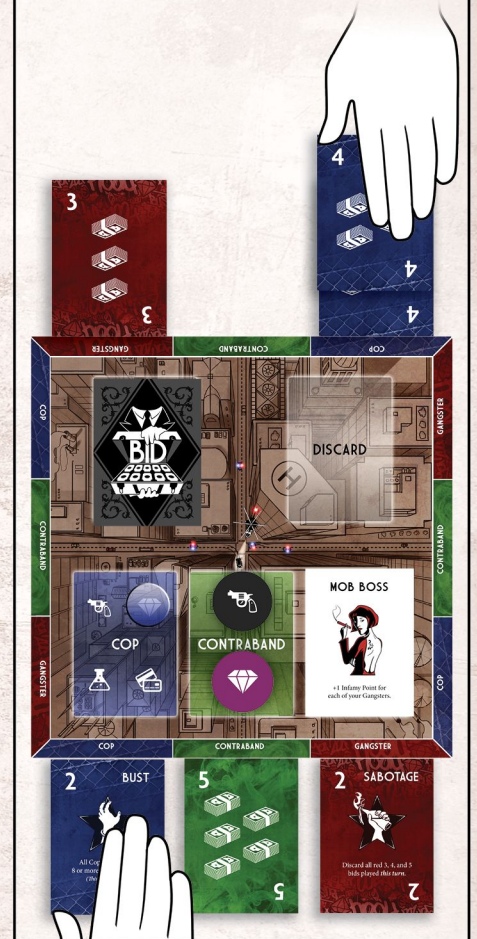 4
3
3
4
4
GANGSTER
CONTRABAND
COP
COP
CONTRABAND
GANGSTER
GANGSTER
CONTRABAND
COP
BID
DISCARD
H
COP
CONTRABAND
MOB BOSS
+1 Infamy Point for
each of your Gangsters.
COP
CONTRABAND
GANGSTER
2 BUST
All
8 or more
5
5
2 SABOTAGE
Discard all red 3, 4, and 5
bids played this turn.
2